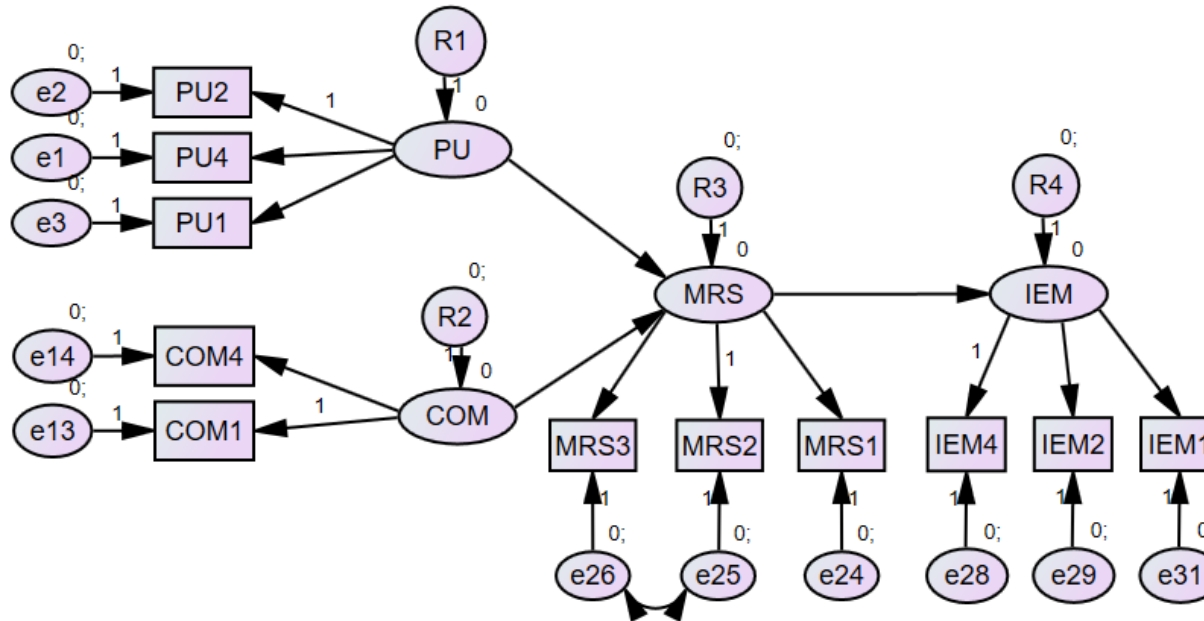 R1
1
0
PU
0;
e2
1
PU2
1
0;
e1
1
PU4
0;
e3
1
PU1
0;
R3
1
0
MRS
0;
R4
1
0
IEM
0;
R2
1
0
COM
0;
e14
1
COM4
0;
e13
1
COM1
1
1
1
MRS3
MRS2
MRS1
IEM4
IEM2
IEM1
1
1
1
1
1
1
0;
0;
0;
0;
0;
0
e26
e25
e24
e28
e29
e31